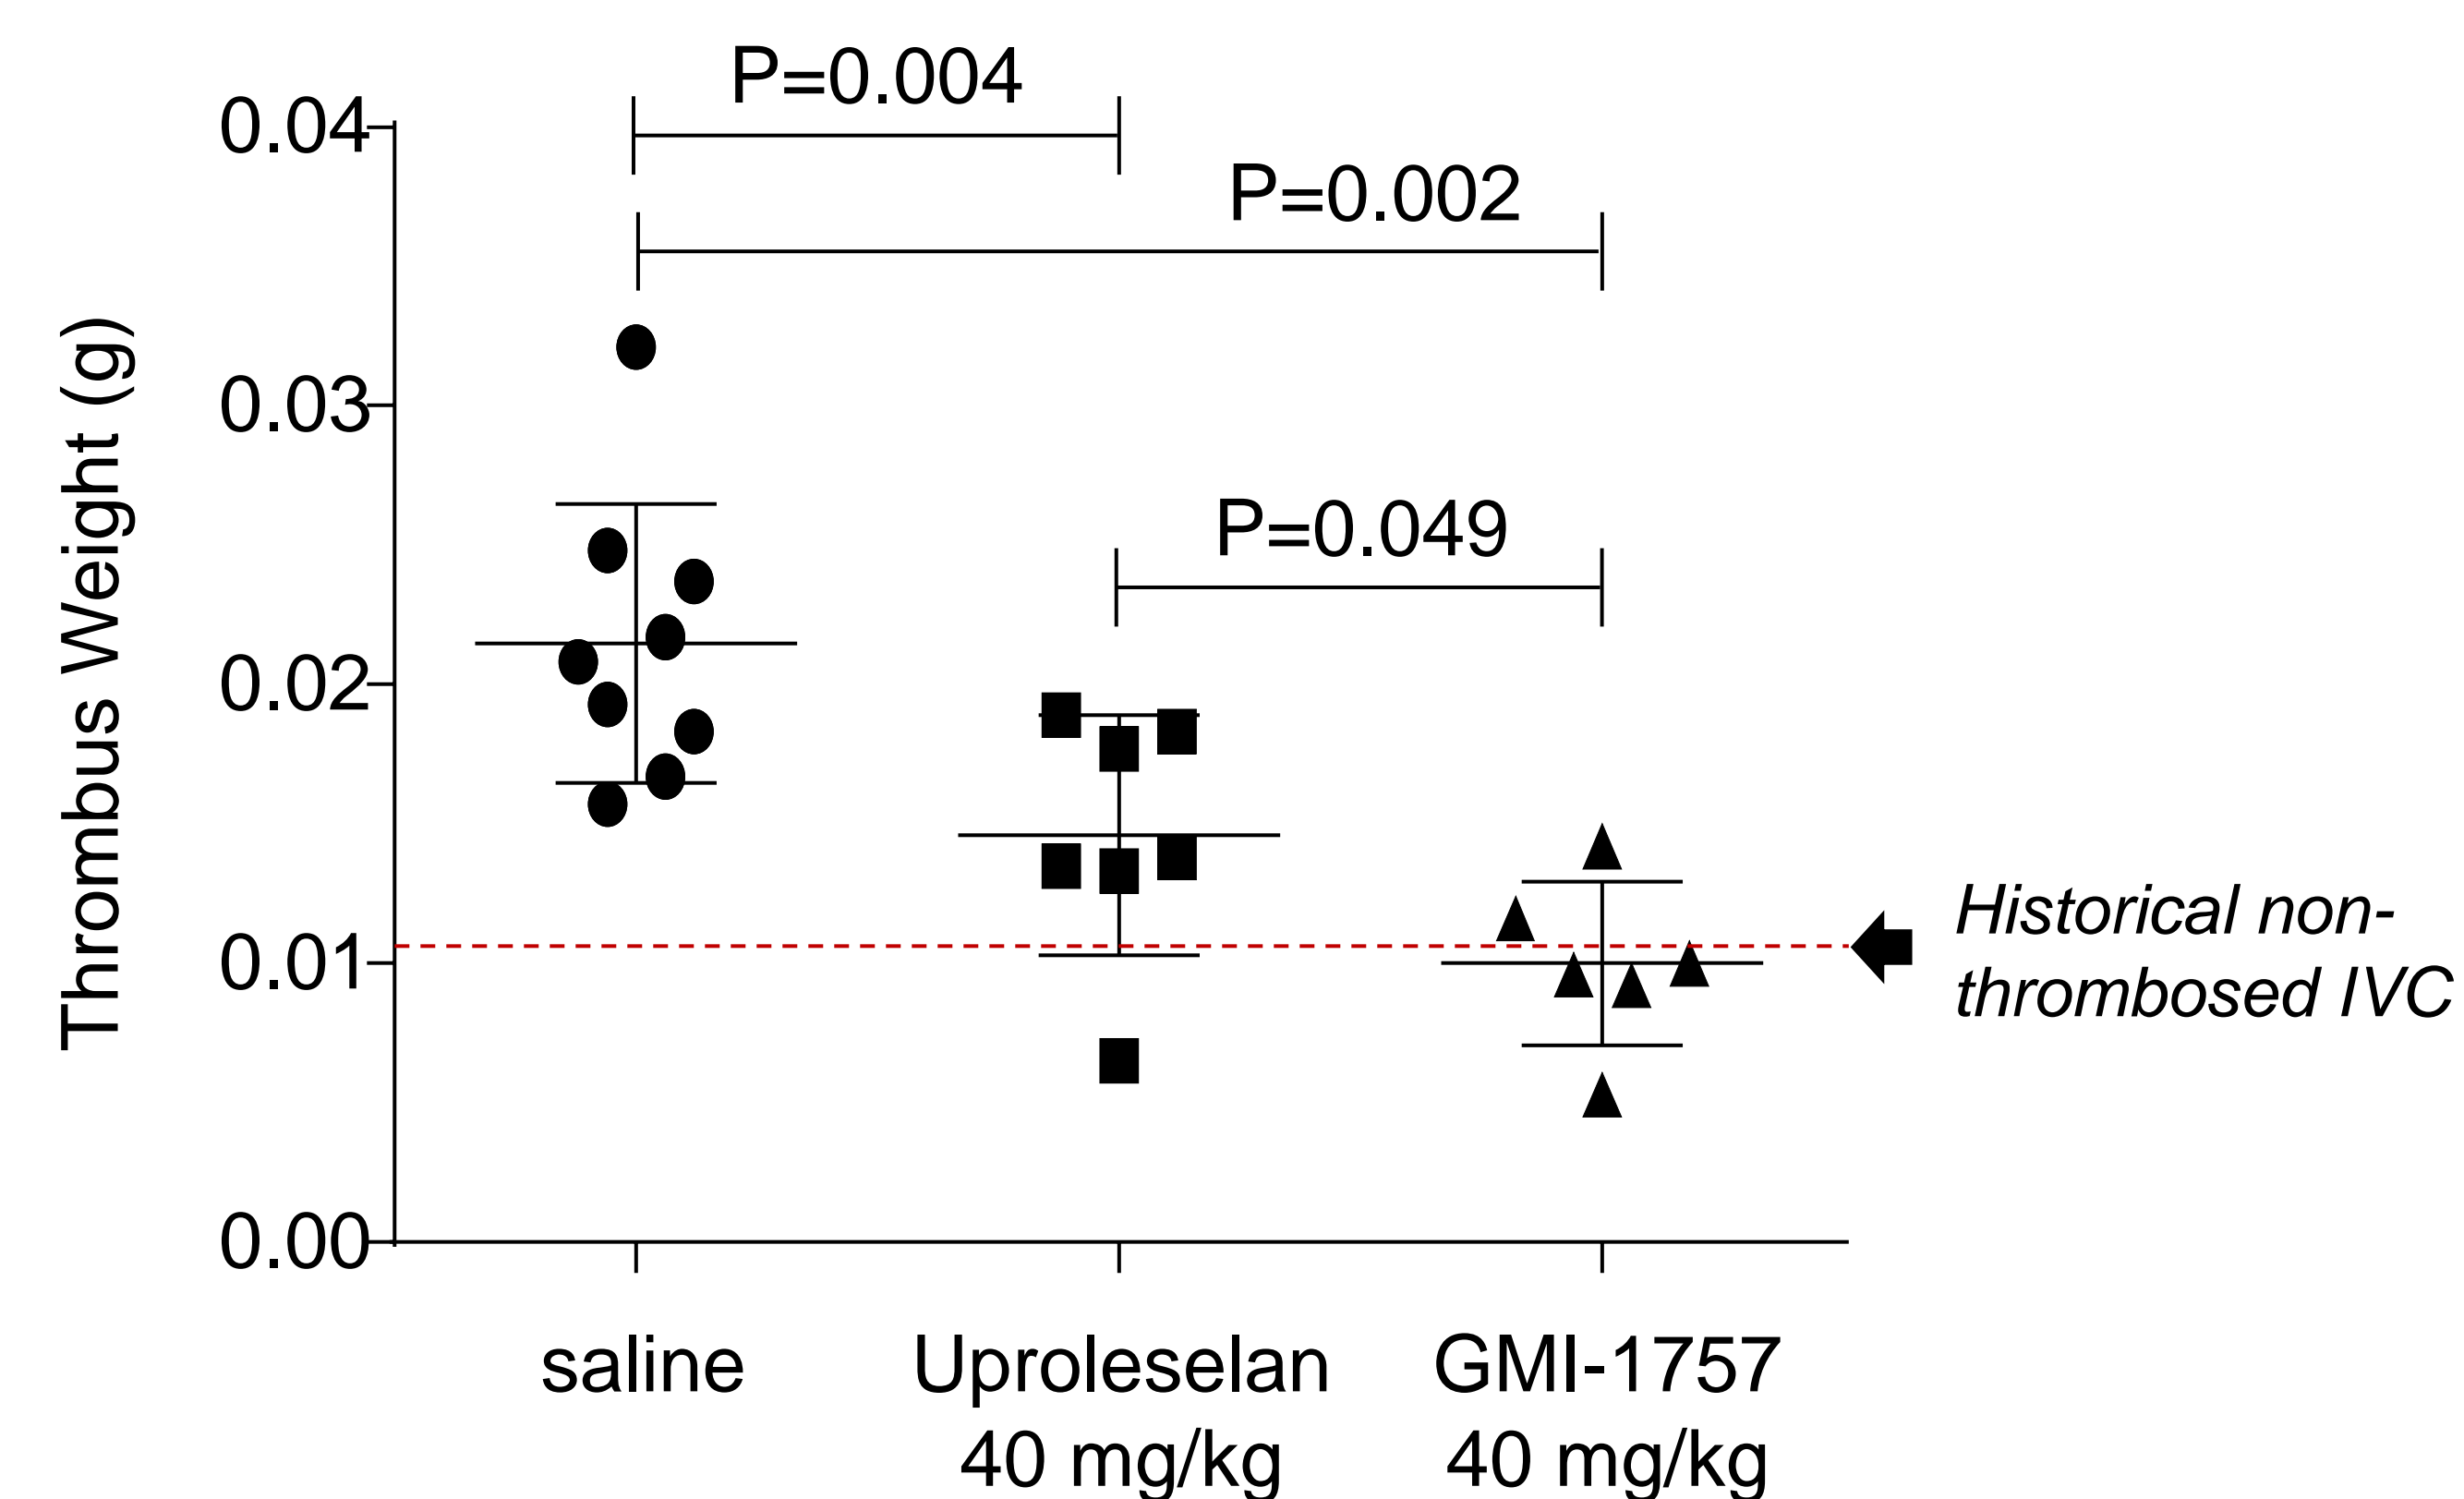 P=0.004
P=0.002
P=0.049
Thrombus Weight (g)
0.04
0.03
0.02
0.01
0.00
Historical non-
thrombosed IVC
saline
Uproleselan
40 mg/kg
GMI-1757
40 mg/kg